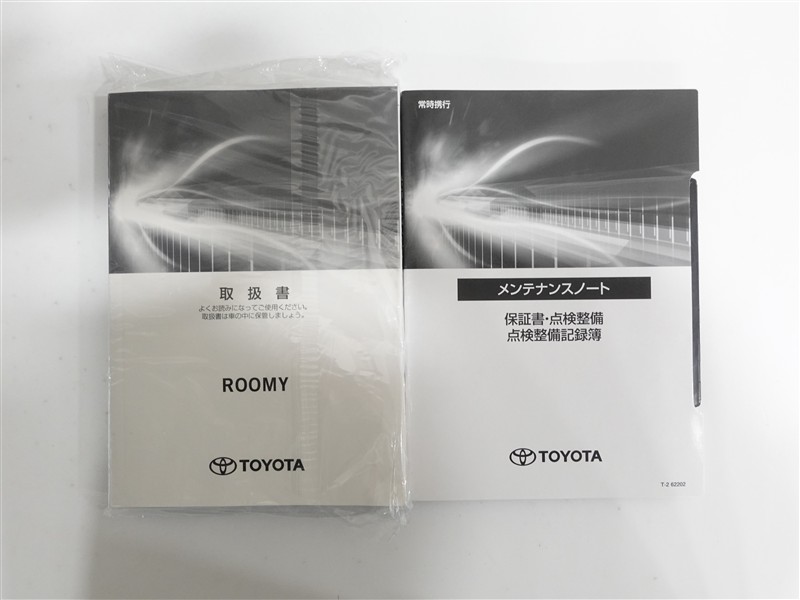 取扱書
よくお読みになってご使用ください。
取扱書は車の中に保管しましょう。
ROOMY
TOYOTA
常時携行
メンテナンスノート
保証書・点検整備
点検整備記録簿
TOYOTA
T-2 62202